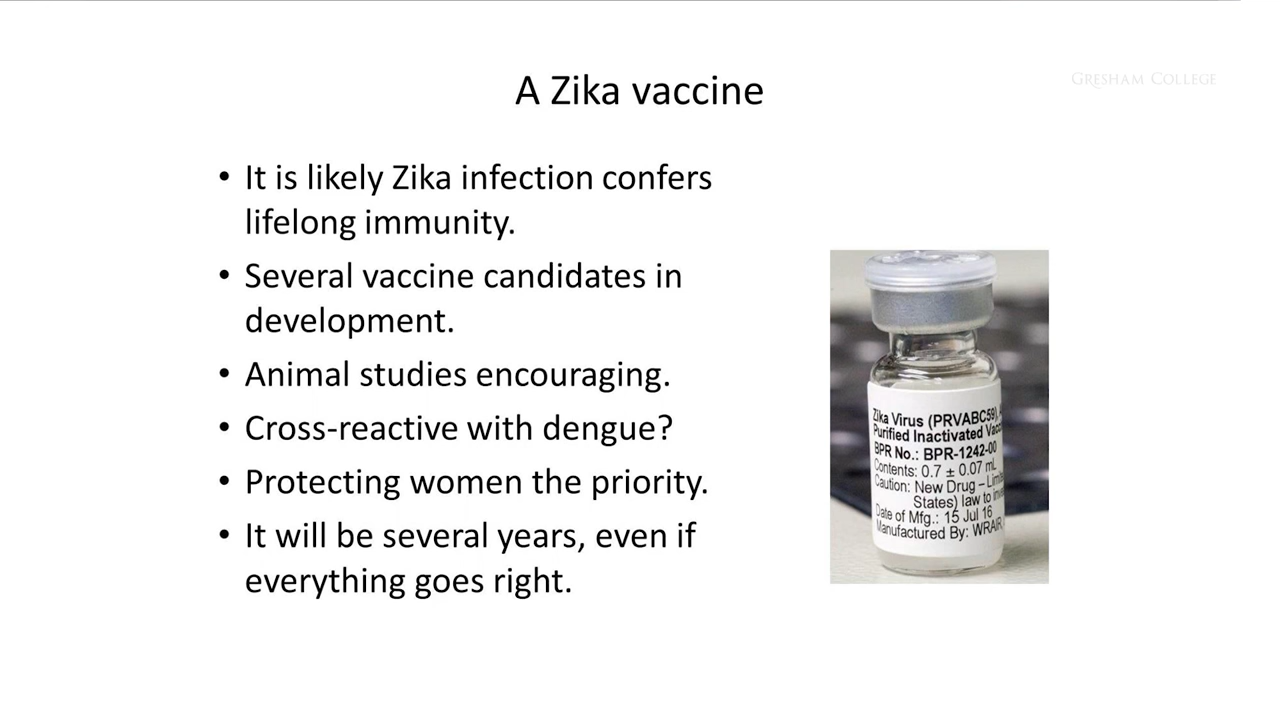 GRESHAM COLLEGE
A Zika vaccine
• It is likely Zika infection confers
lifelong immunity.
• Several vaccine candidates in
development.
• Animal studies encouraging.
• Cross-reactive with dengue?
• Protecting women the priority.
• It will be several years, even if
everything goes right.
Zika Virus (PRVABC59),
Purified Inactivated
BPR No.: BPR-1242-00
Contents: 0.7 ± 0.07 mL
Caution: New Drug –
States) law to
Date of Mfg.: 15 Jul 16
Manufactured By: WRAIR